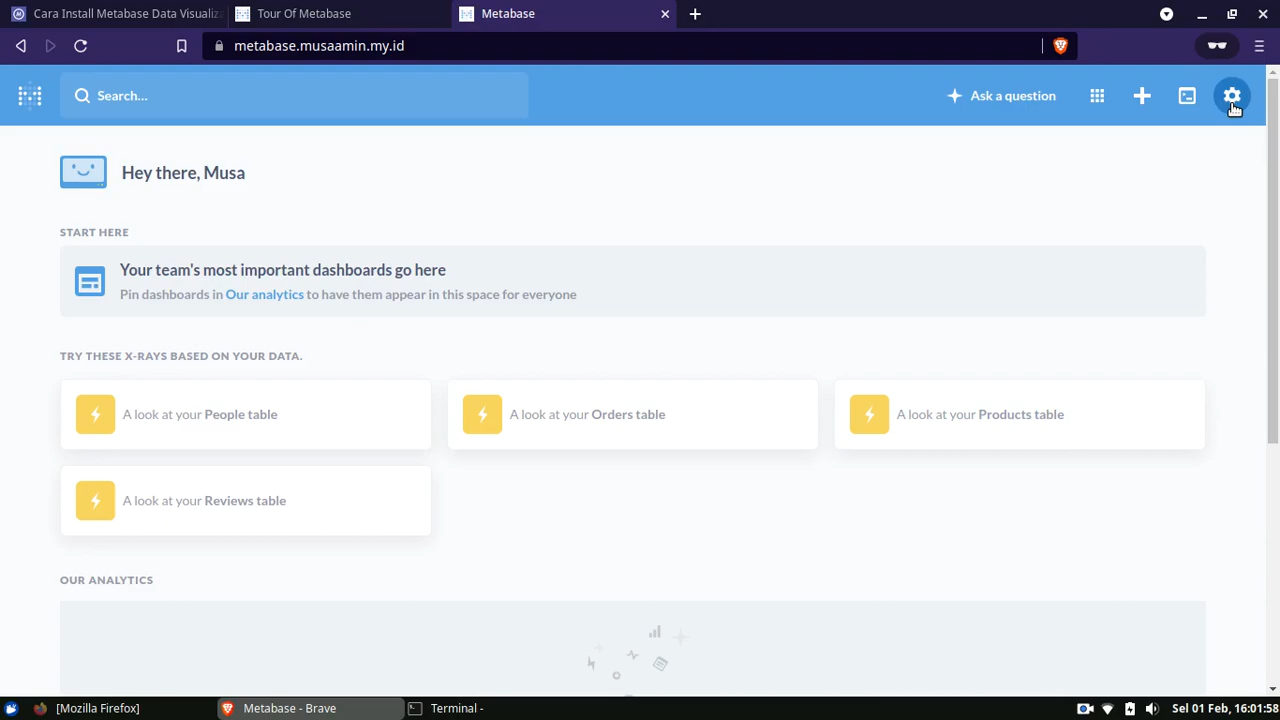 Cara Install Metabase Data Visualiz
Tour Of Metabase
Metabase
metabase.musaamin.my.id
Search...
Ask a question
Hey there, Musa
START HERE
Your team's most important dashboards go here
Pin dashboards in Our analytics to have them appear in this space for everyone
TRY THESE X-RAYS BASED ON YOUR DATA.
A look at your People table
A look at your Orders table
A look at your Products table
A look at your Reviews table
OUR ANALYTICS
[Mozilla Firefox]
Metabase - Brave
Terminal -
Sel 01 Feb, 16:01:58